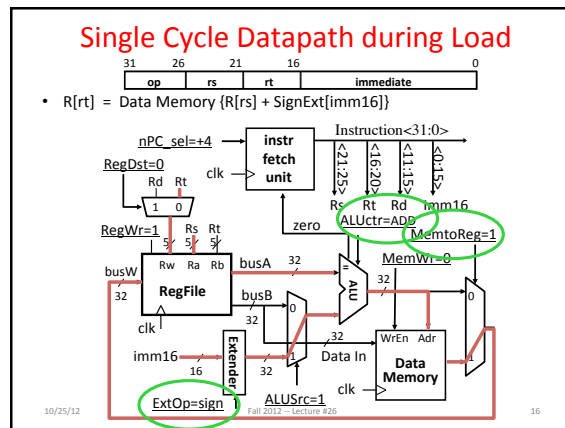 Single Cycle Datapath during Load
31 26 21 16 0
op rs rt immediate
• R[rt] = Data Memory {R[rs] + SignExt[imm16]}
Instruction<31:0>
nPC_sel=+4
instr
fetch
unit
clk
<21:25>
<16:20>
<11:15>
<0:15>
Rs Rt Rd imm16
RegDst=0
Rd Rt
1 0
zero
ALUctr=ADD
MemtoReg=1
RegWr=1
Rs Rt
5 5 5
MemWr=0
Rw Ra Rb
RegFile
busW
32
clk
busA
32
busB
32
=
ALU
32
0
1
0
1
32
Data In
WrEn Adr
Data
Memory
clk
imm16
16
Extender
32
ExtOp=sign
ALUSrc=1
10/25/12
Fall 2012 -- Lecture #26
16